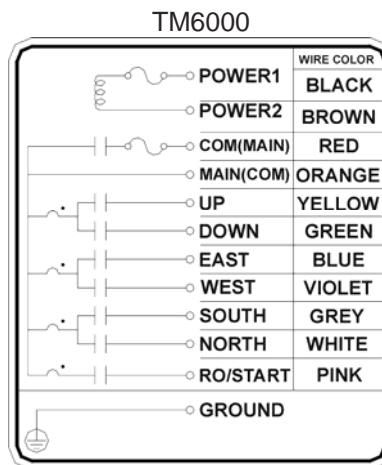 TM6000
WIRE COLOR
POWER1 BLACK
POWER2 BROWN
COM(MAIN) RED
MAIN(COM) ORANGE
UP YELLOW
DOWN GREEN
EAST BLUE
WEST VIOLET
SOUTH GREY
NORTH WHITE
RO/START PINK
GROUND